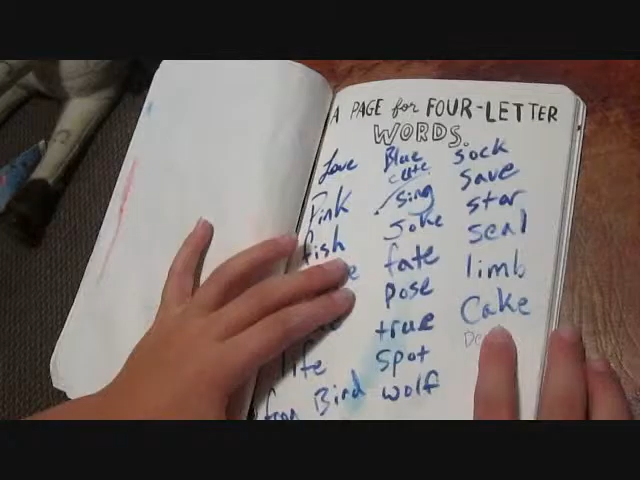 A PAGE for FOUR-LETTER
WORDS.
Love
Pink
fish
life
frog
Bird
Blue
cute
sing
Joke
fate
pose
true
spot
wolf
sock
save
star
seal
limb
Cake